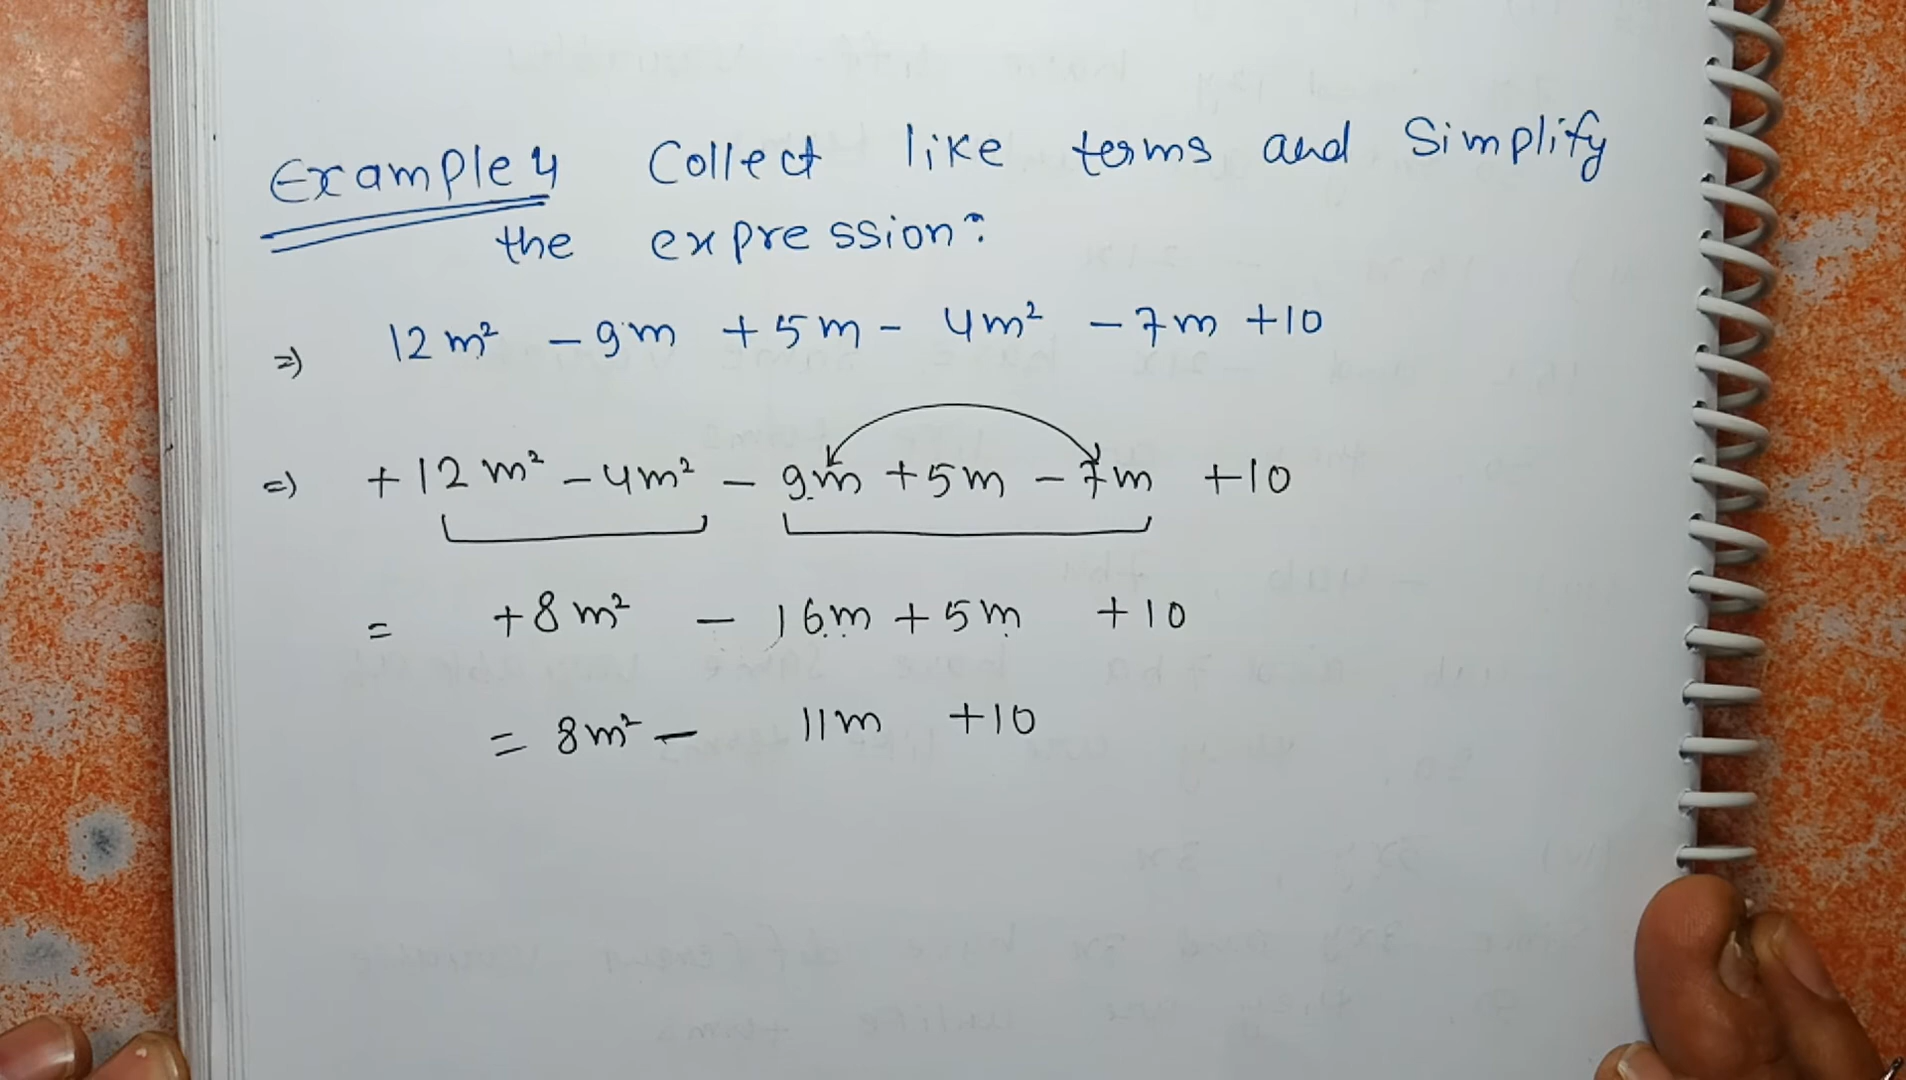 Example 4 Collect like terms and Simplify
the expression?
=) 12m² - 9m + 5m - 4m² - 7m + 10
=) + 12m² - 4m² - 9m + 5m - 7m + 10
= + 8m² - 16m + 5m + 10
= 8m² - 11m + 10